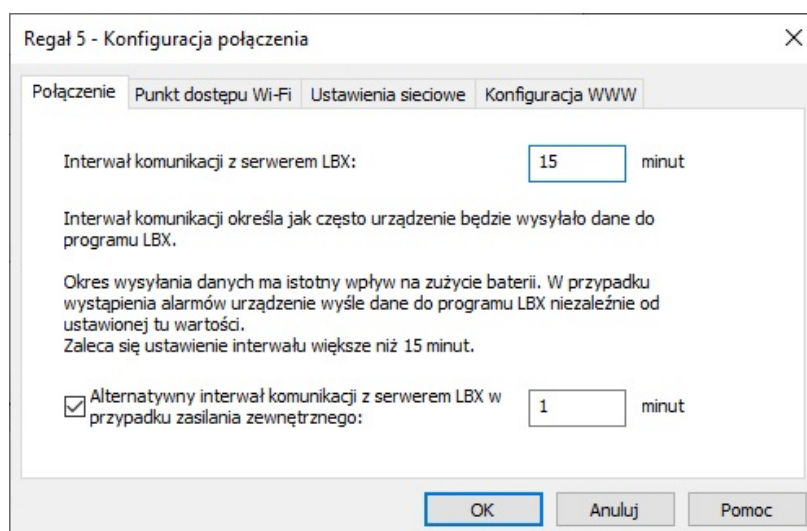 Regał 5 - Konfiguracja połączenia
Połączenie Punkt dostępu Wi-Fi Ustawienia sieciowe Konfiguracja WWW
Interwał komunikacji z serwerem LBX: 15 minut
Interwał komunikacji określa jak często urządzenie będzie wysyłało dane do
programu LBX.
Okres wysyłania danych ma istotny wpływ na zużycie baterii. W przypadku
wystąpienia alarmów urządzenie wyśle dane do programu LBX niezależnie od
ustawionej tu wartości.
Zaleca się ustawienie interwału większe niż 15 minut.
Alternatywny interwał komunikacji z serwerem LBX w
przypadku zasilania zewnętrznego: 1 minut
OK Anuluj Pomoc